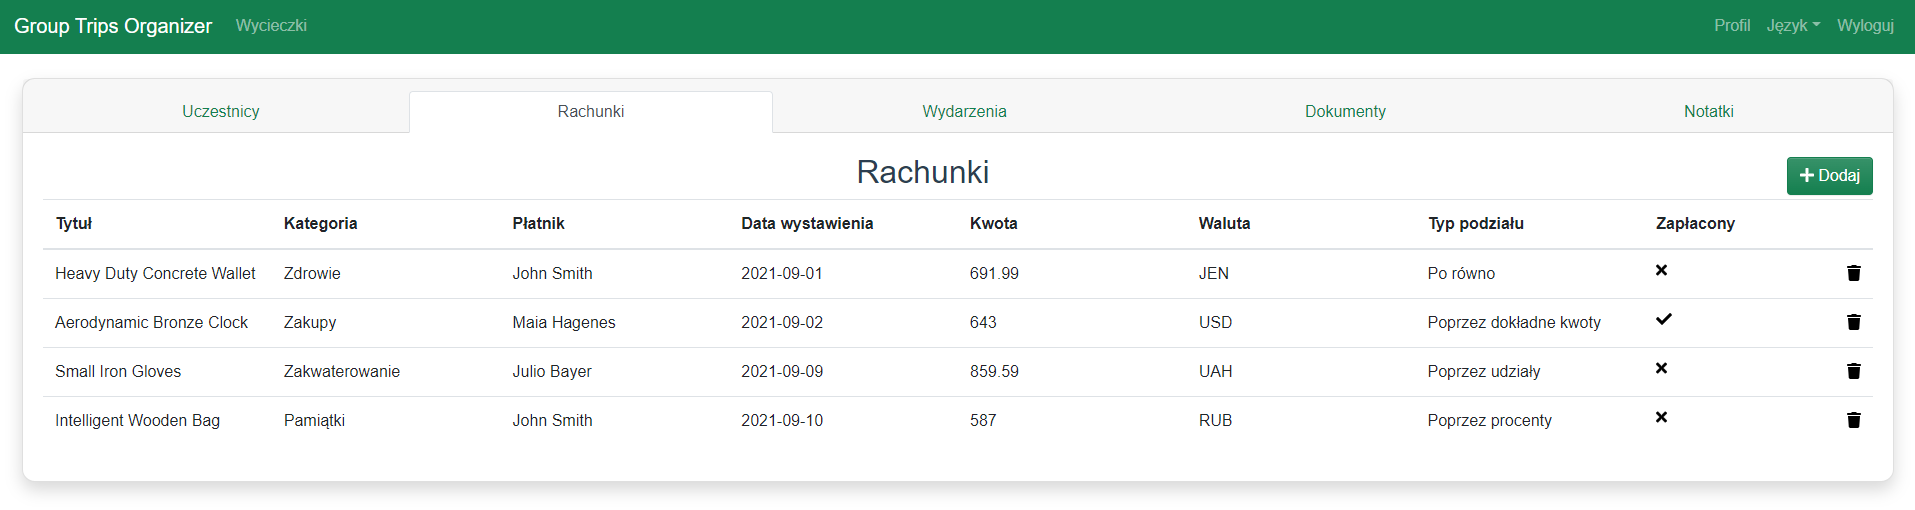 Group Trips Organizer Wycieczki Profil Język Wyloguj
Uczestnicy Rachunki Wydarzenia Dokumenty Notatki
Rachunki
Dodaj
Tytuł Kategoria Płatnik Data wystawienia Kwota Waluta Typ podziału Zapłacony
Heavy Duty Concrete Wallet Zdrowie John Smith 2021-09-01 691.99 JEN Po równo
Aerodynamic Bronze Clock Zakupy Maia Hagenes 2021-09-02 643 USD Poprzez dokładne kwoty
Small Iron Gloves Zakwaterowanie Julio Bayer 2021-09-09 859.59 UAH Poprzez udziały
Intelligent Wooden Bag Pamiątki John Smith 2021-09-10 587 RUB Poprzez procenty